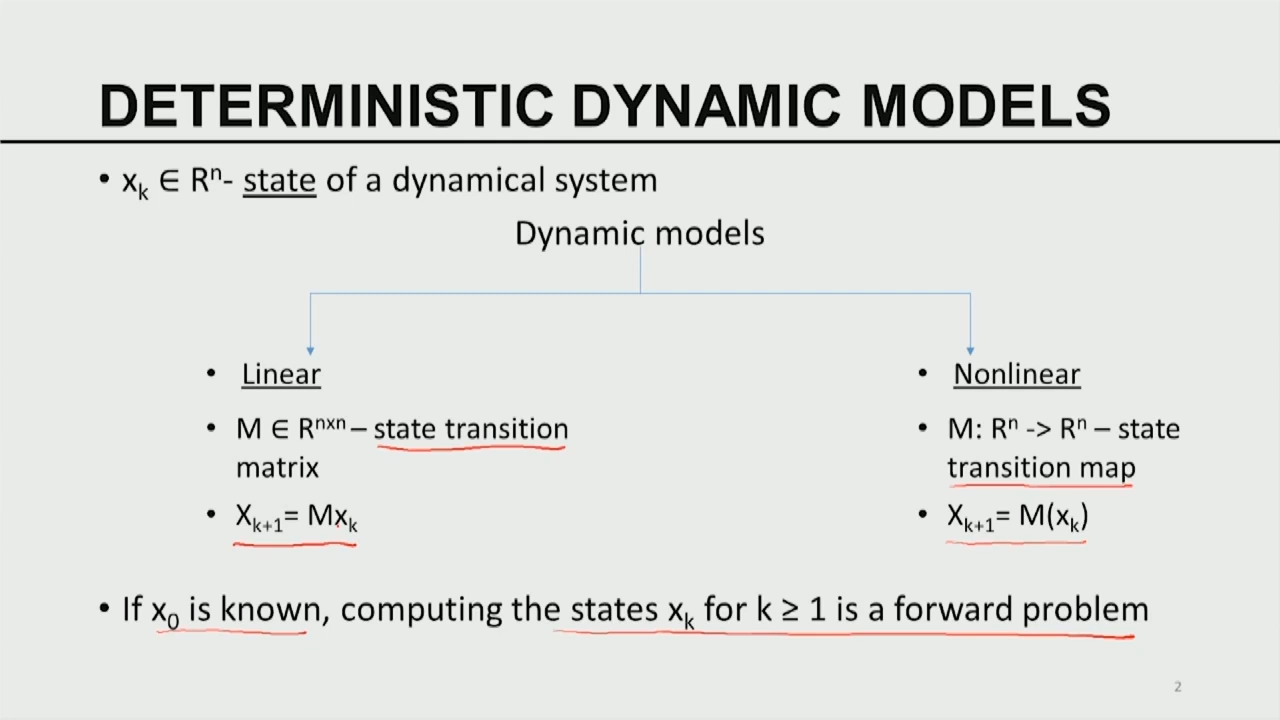 DETERMINISTIC DYNAMIC MODELS
• xₖ ∈ Rⁿ- state of a dynamical system
Dynamic models
• Linear
• M ∈ Rⁿˣⁿ – state transition
matrix
• Xₖ₊₁= Mxₖ
• Nonlinear
• M: Rⁿ -> Rⁿ – state
transition map
• Xₖ₊₁= M(xₖ)
• If x₀ is known, computing the states xₖ for k ≥ 1 is a forward problem
2